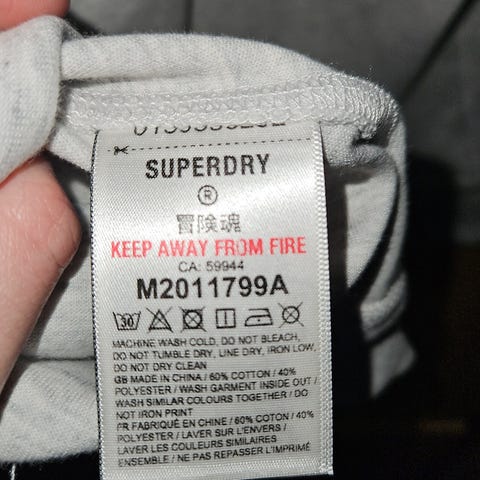 SUPERDRY
®
冒険魂
KEEP AWAY FROM FIRE
CA: 59944
M2011799A
30
MACHINE WASH COLD, DO NOT BLEACH,
DO NOT TUMBLE DRY, LINE DRY, IRON LOW,
DO NOT DRY CLEAN
GB MADE IN CHINA / 60% COTTON / 40%
POLYESTER / WASH GARMENT INSIDE OUT /
WASH SIMILAR COLOURS TOGETHER / DO
NOT IRON PRINT
FR FABRIQUÉ EN CHINE / 60% COTON / 40%
POLYESTER / LAVER SUR L'ENVERS /
LAVER LES COULEURS SIMILAIRES
ENSEMBLE / NE PAS REPASSER L'IMPRIMÉ